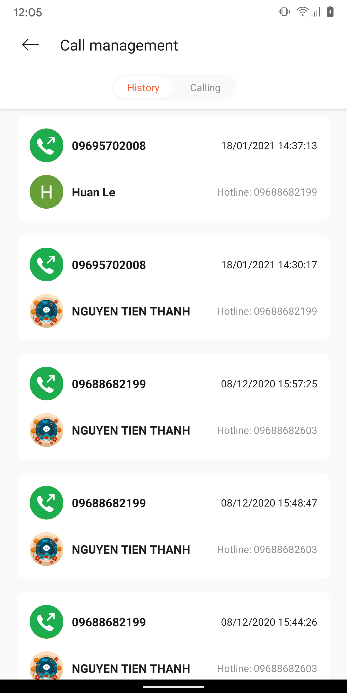 12:05
Call management
History Calling
09695702008 18/01/2021 14:37:13
H Huan Le Hotline: 09688682199
09695702008 18/01/2021 14:30:17
NGUYEN TIEN THANH Hotline: 09688682199
09688682199 08/12/2020 15:57:25
NGUYEN TIEN THANH Hotline: 09688682603
09688682199 08/12/2020 15:48:47
NGUYEN TIEN THANH Hotline: 09688682603
09688682199 08/12/2020 15:44:26
NGUYEN TIEN THANH Hotline: 09688682603